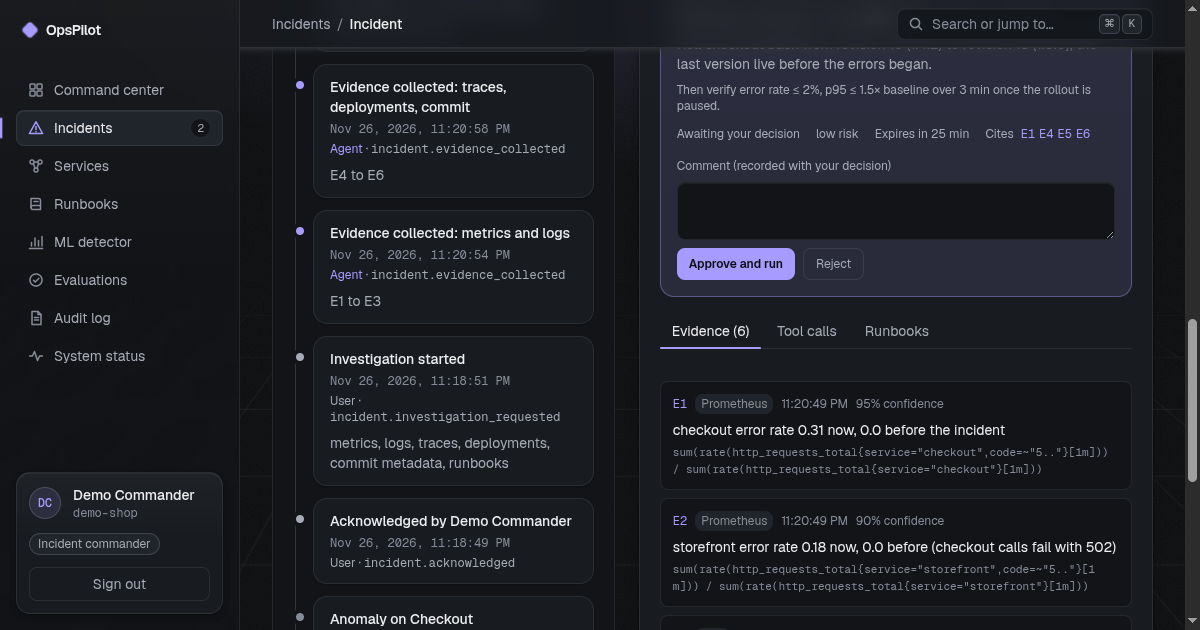 OpsPilot
Command center
Incidents
2
Services
Runbooks
ML detector
Evaluations
Audit log
System status
DC
Demo Commander
demo-shop
Incident commander
Sign out
Incidents / Incident
Search or jump to…
⌘ K
Evidence collected: traces,
deployments, commit
Nov 26, 2026, 11:20:58 PM
Agent · incident.evidence_collected
E4 to E6
Evidence collected: metrics and logs
Nov 26, 2026, 11:20:54 PM
Agent · incident.evidence_collected
E1 to E3
Investigation started
Nov 26, 2026, 11:18:51 PM
User ·
incident.investigation_requested
metrics, logs, traces, deployments,
commit metadata, runbooks
Acknowledged by Demo Commander
Nov 26, 2026, 11:18:49 PM
User · incident.acknowledged
Anomaly on Checkout
last version live before the errors began.
Then verify error rate ≤ 2%, p95 ≤ 1.5× baseline over 3 min once the rollout is
paused.
Awaiting your decision low risk Expires in 25 min Cites E1 E4 E5 E6
Comment (recorded with your decision)
Approve and run
Reject
Evidence (6) Tool calls Runbooks
E1 Prometheus 11:20:49 PM 95% confidence
checkout error rate 0.31 now, 0.0 before the incident
sum(rate(http_requests_total{service="checkout",code=~"5.."}[1m]))
/ sum(rate(http_requests_total{service="checkout"}[1m]))
E2 Prometheus 11:20:49 PM 90% confidence
storefront error rate 0.18 now, 0.0 before (checkout calls fail with 502)
sum(rate(http_requests_total{service="storefront",code=~"5.."}[1
m])) / sum(rate(http_requests_total{service="storefront"}[1m]))